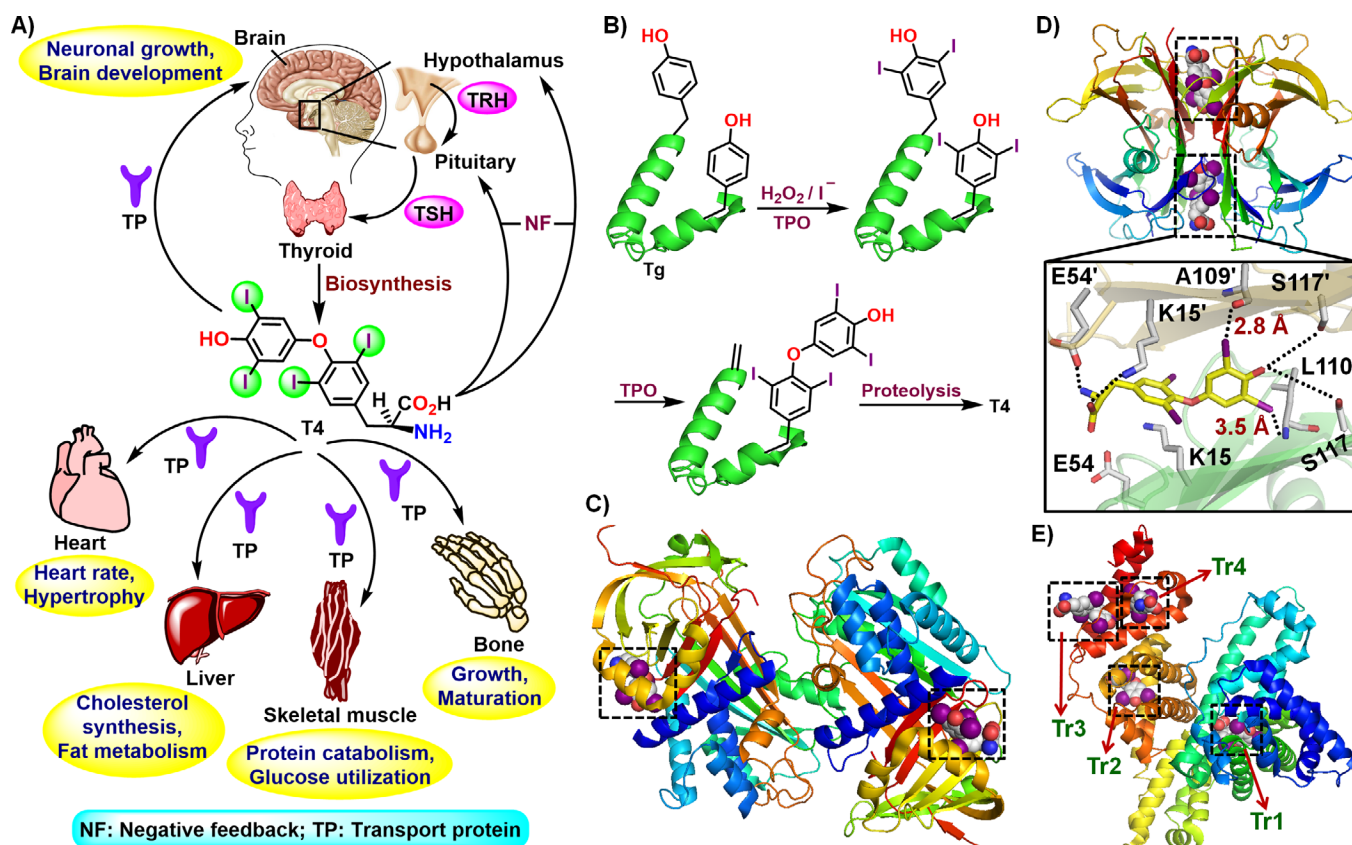 A)
Neuronal growth,
Brain development
Brain
Hypothalamus
TRH
Pituitary
TP
TSH
NF
Thyroid
Biosynthesis
I
I
HO
O
I
I
H
CO2H
NH2
T4
TP
TP
TP
TP
Heart
Heart rate,
Hypertrophy
Liver
Cholesterol
synthesis,
Fat metabolism
Skeletal muscle
Protein catabolism,
Glucose utilization
Bone
Growth,
Maturation
NF: Negative feedback; TP: Transport protein
B)
HO
OH
Tg
H2O2 / I−
TPO
HO
I
I
OH
I
I
TPO
I
OH
O
I
I
I
Proteolysis
T4
C)
D)
E54'
A109'
S117'
K15'
2.8 Å
L110
3.5 Å
K15
E54
S117
E)
Tr4
Tr3
Tr2
Tr1